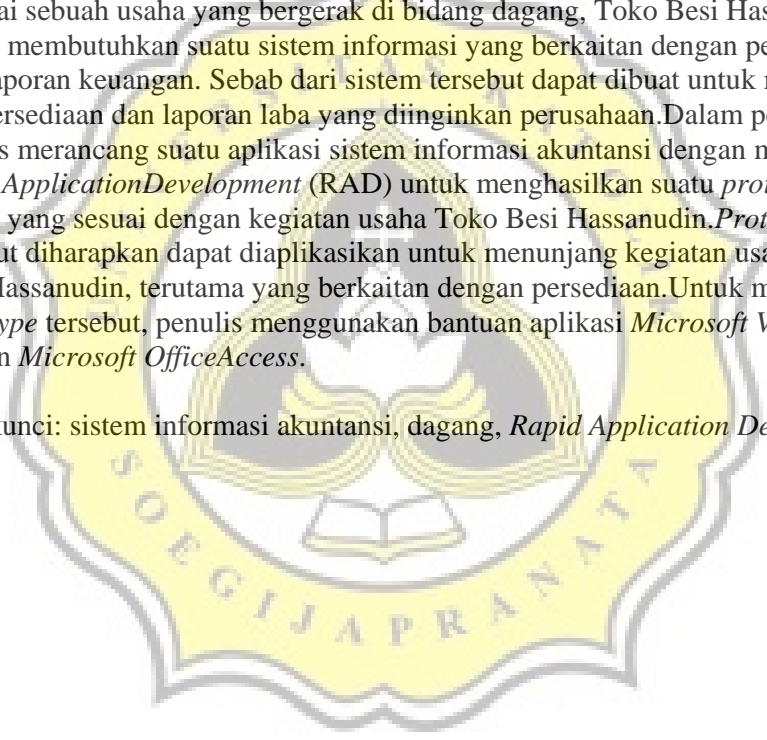 ai sebuah usaha yang bergerak di bidang dagang, Toko Besi Has
membutuhkan suatu sistem informasi yang berkaitan dengan pe
aporan keuangan. Sebab dari sistem tersebut dapat dibuat untuk
ersediaan dan laporan laba yang diinginkan perusahaan.Dalam pe
s merancang suatu aplikasi sistem informasi akuntansi dengan m
ApplicationDevelopment (RAD) untuk menghasilkan suatu prot
yang sesuai dengan kegiatan usaha Toko Besi Hassanudin.Prot
ut diharapkan dapat diaplikasikan untuk menunjang kegiatan usa
Hassanudin, terutama yang berkaitan dengan persediaan.Untuk m
ype tersebut, penulis menggunakan bantuan aplikasi Microsoft V
n Microsoft OfficeAccess.
unci: sistem informasi akuntansi, dagang, Rapid Application De
UNIVERSITAS KATOLIK
SOEGIJAPRANATA